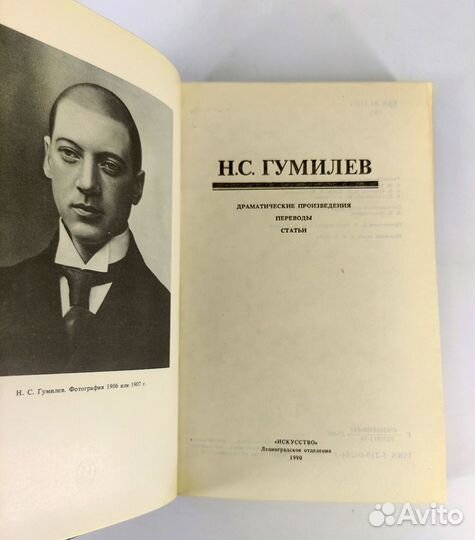 Н. С. Гумилев. Фотография 1906 или 1907 г.
Н.С. ГУМИЛЕВ
ДРАМАТИЧЕСКИЕ ПРОИЗВЕДЕНИЯ
ПЕРЕВОДЫ
СТАТЬИ
«ИСКУССТВО»
Ленинградское отделение
1990
Avito